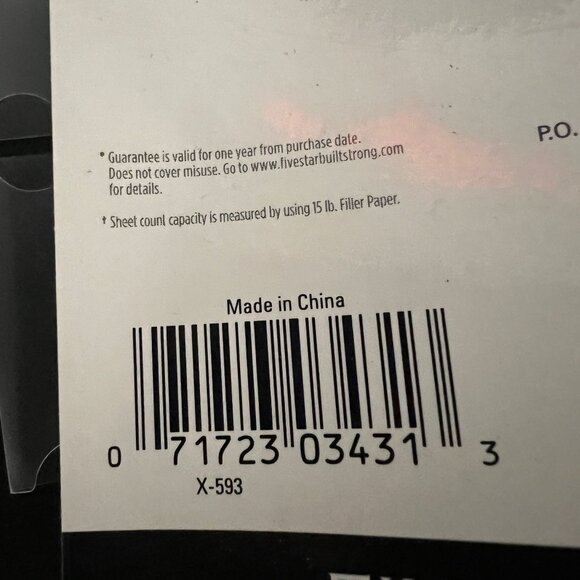 * Guarantee is valid for one year from purchase date.
Does not cover misuse. Go to www.fivestarbuiltstrong.com
for details.
P.O.
† Sheet count capacity is measured by using 15 lb. Filler Paper.
Made in China
0 71723 03431 3
X-593